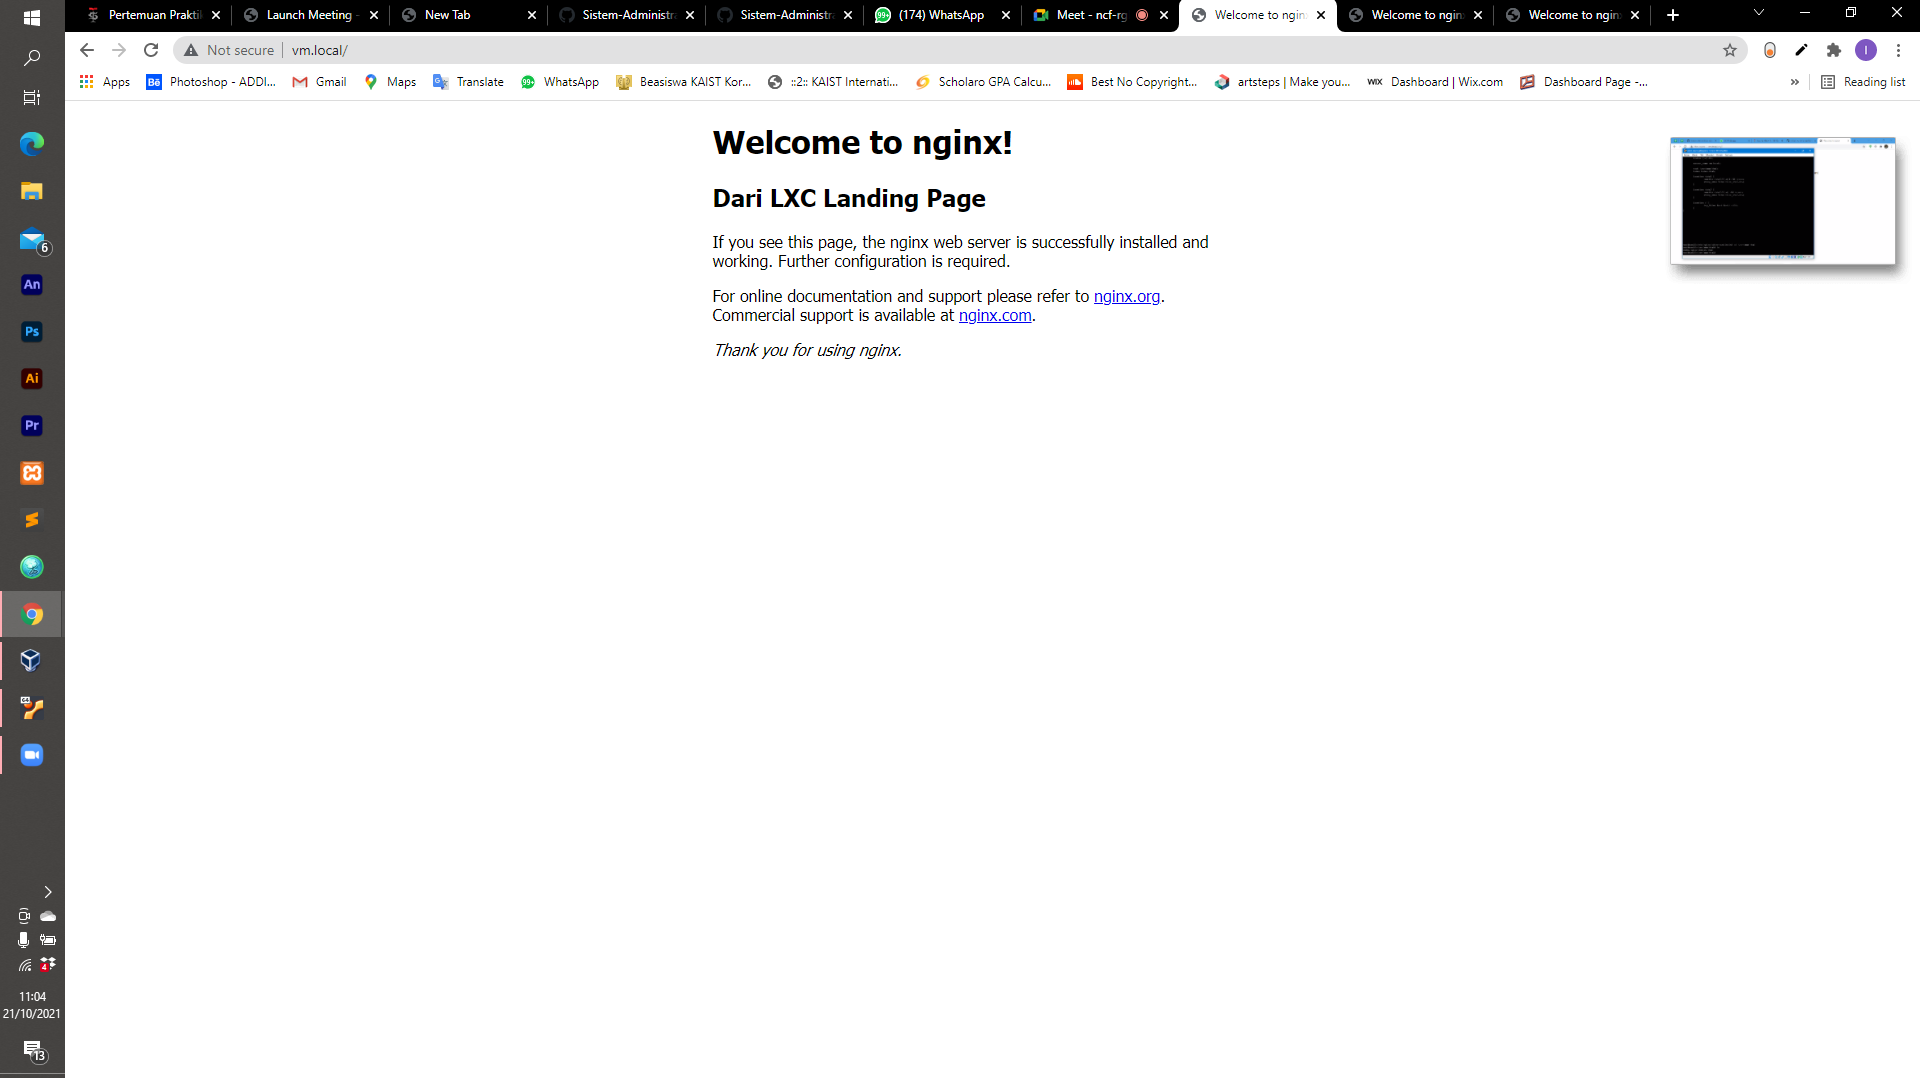 Pertemuan Prakti
Launch Meeting -
New Tab
Sistem-Administr
Sistem-Administr
99+ (174) WhatsApp
Meet - ncf-rg
Welcome to ngin
Welcome to ngin
Welcome to ngin
Not secure vm.local/
Apps
Bē Photoshop - ADDI...
Gmail
Maps
Translate
99+ WhatsApp
Beasiswa KAIST Kor...
::2:: KAIST Internati...
Scholaro GPA Calcu...
Best No Copyright...
artsteps | Make you...
WIX Dashboard | Wix.com
Dashboard Page -...
»
Reading list
I
Welcome to nginx!
Dari LXC Landing Page
If you see this page, the nginx web server is successfully installed and
working. Further configuration is required.
For online documentation and support please refer to nginx.org.
Commercial support is available at nginx.com.
Thank you for using nginx.
6
An
Ps
Ai
Pr
4
11:04
21/10/2021
13